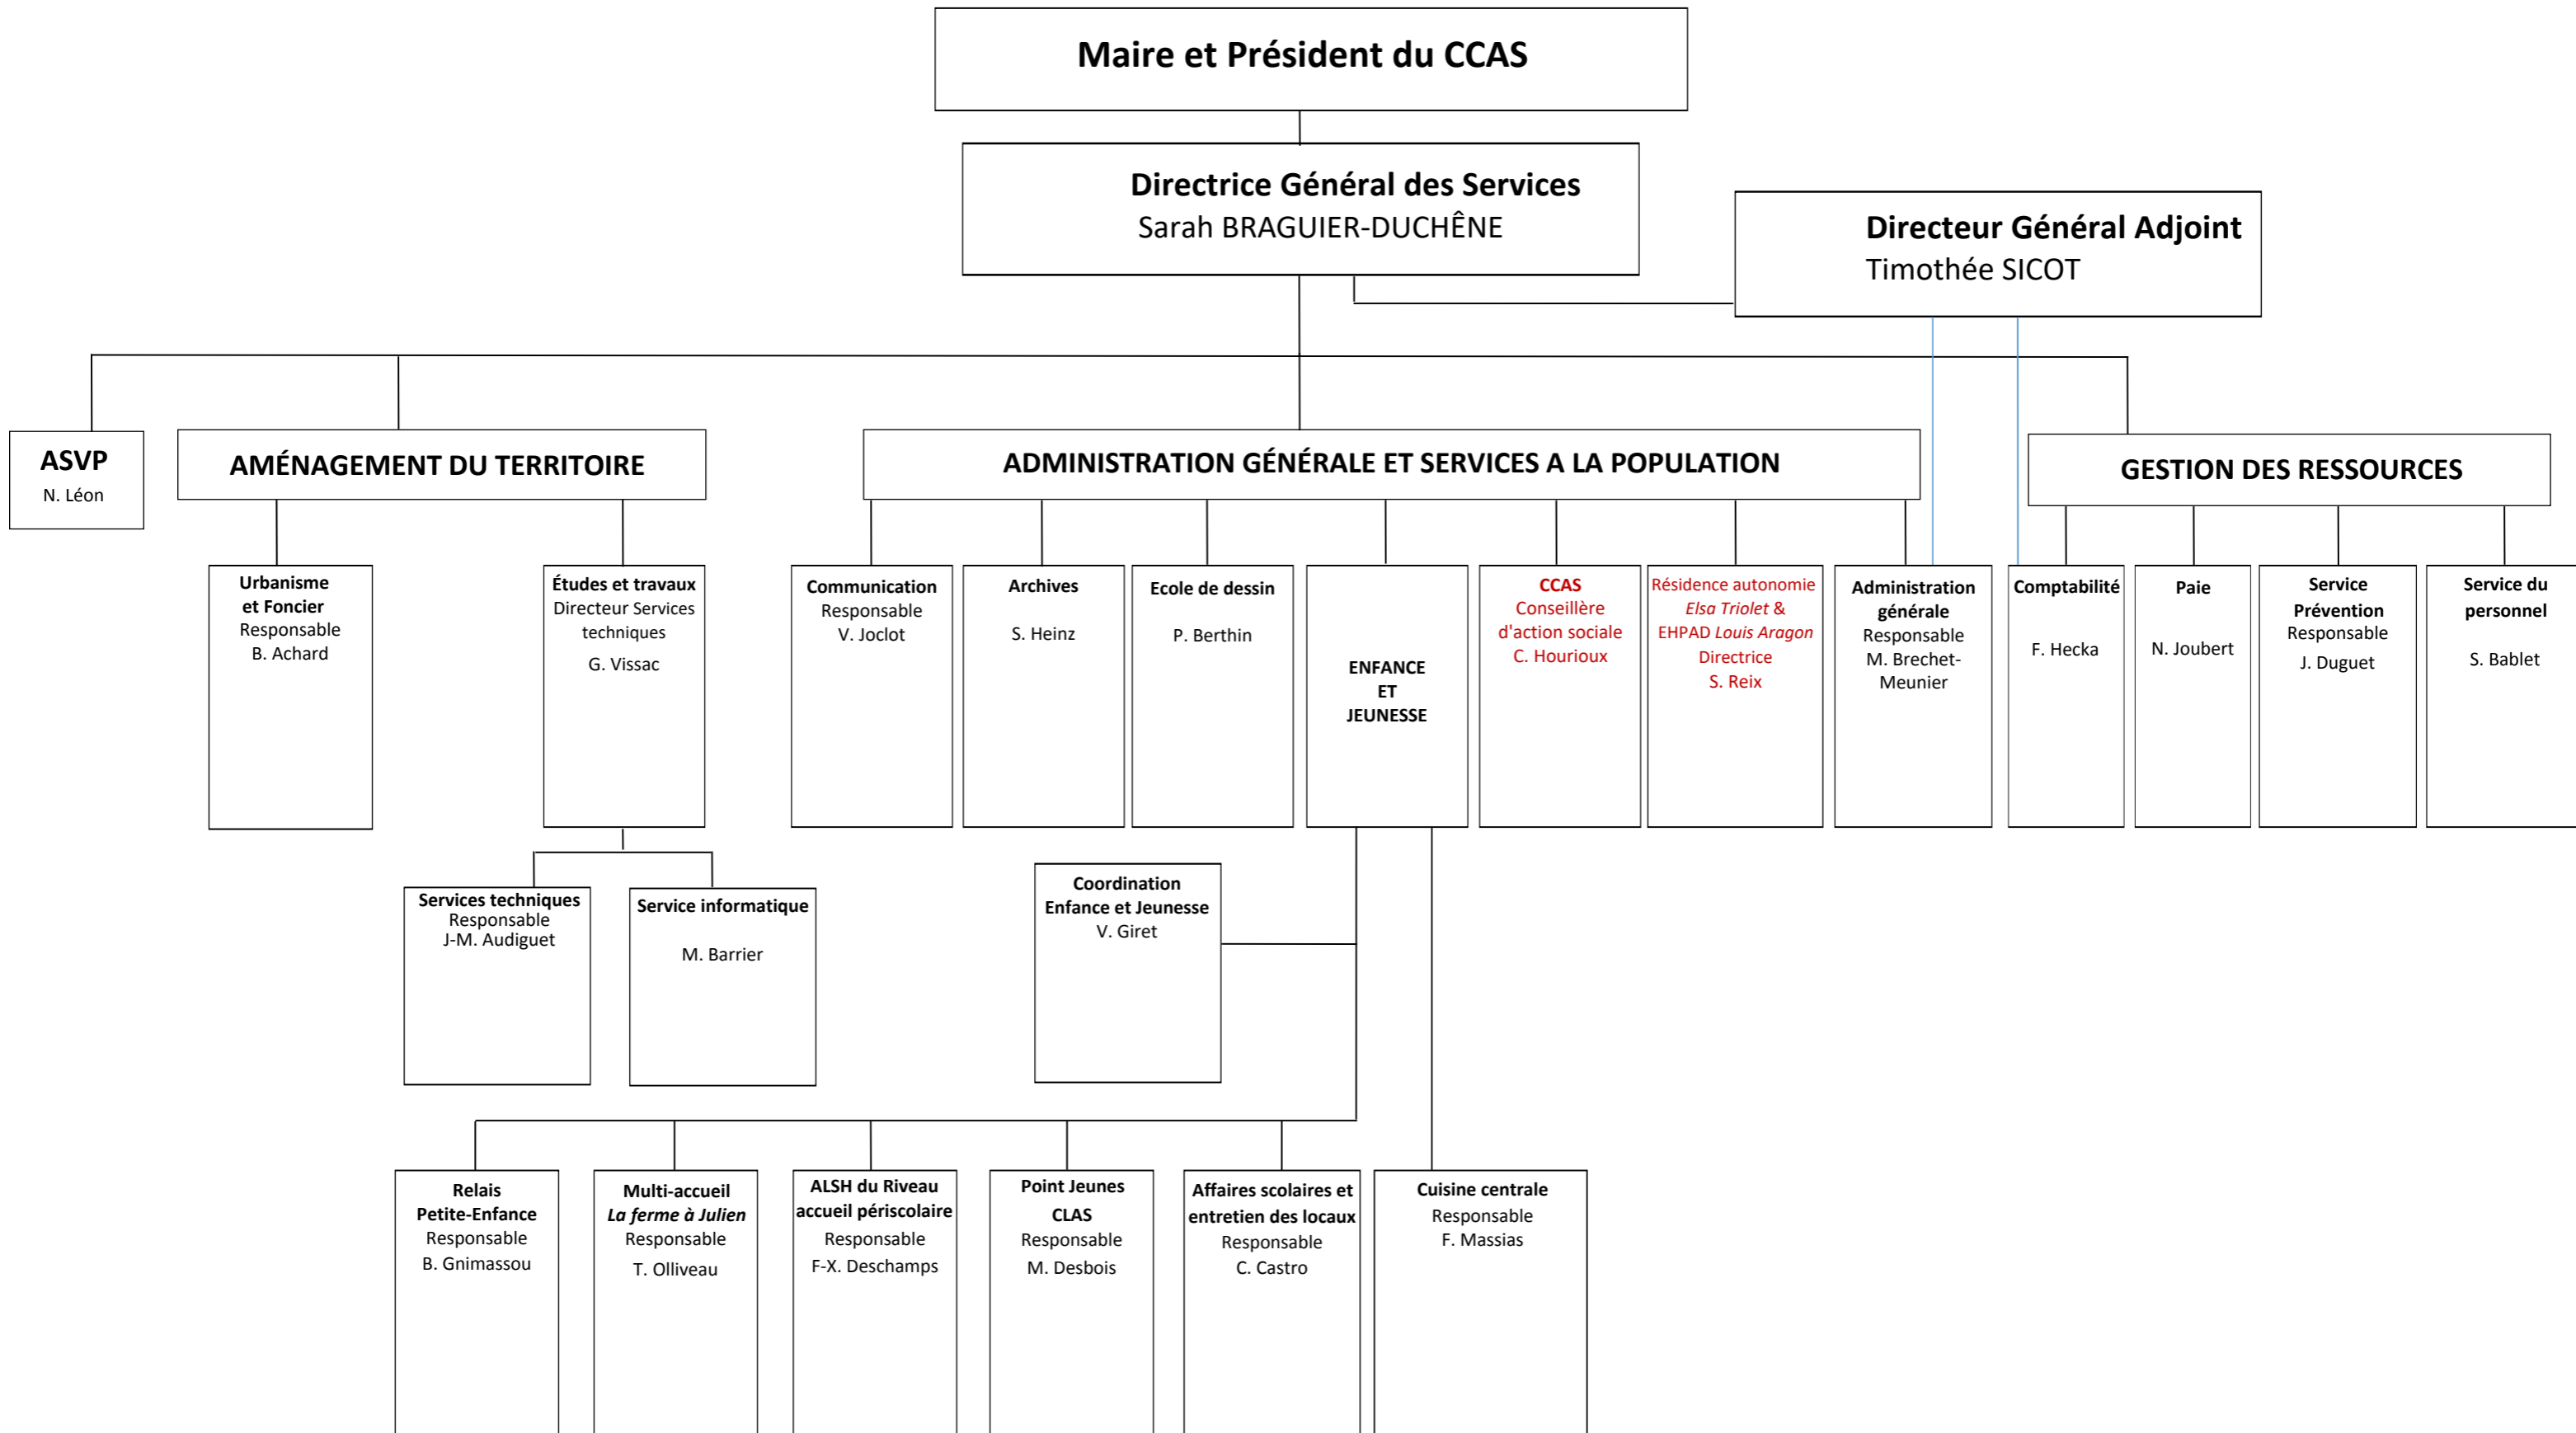 Maire et Président du CCAS
Directrice Général des Services
Sarah BRAGUIER-DUCHÊNE
Directeur Général Adjoint
Timothée SICOT
ASVP
N. Léon
AMÉNAGEMENT DU TERRITOIRE
ADMINISTRATION GÉNÉRALE ET SERVICES A LA POPULATION
GESTION DES RESSOURCES
Urbanisme
et Foncier
Responsable
B. Achard
Études et travaux
Directeur Services
techniques
G. Vissac
Communication
Responsable
V. Joclot
Archives
S. Heinz
Ecole de dessin
P. Berthin
ENFANCE
ET
JEUNESSE
CCAS
Conseillère
d'action sociale
C. Hourioux
Résidence autonomie
Elsa Triolet &
EHPAD Louis Aragon
Directrice
S. Reix
Administration
générale
Responsable
M. Brechet-
Meunier
Comptabilité
F. Hecka
Paie
N. Joubert
Service
Prévention
Responsable
J. Duguet
Service du
personnel
S. Bablet
Services techniques
Responsable
J-M. Audiguet
Service informatique
M. Barrier
Coordination
Enfance et Jeunesse
V. Giret
Relais
Petite-Enfance
Responsable
B. Gnimassou
Multi-accueil
La ferme à Julien
Responsable
T. Olliveau
ALSH du Riveau
accueil périscolaire
Responsable
F-X. Deschamps
Point Jeunes
CLAS
Responsable
M. Desbois
Affaires scolaires et
entretien des locaux
Responsable
C. Castro
Cuisine centrale
Responsable
F. Massias